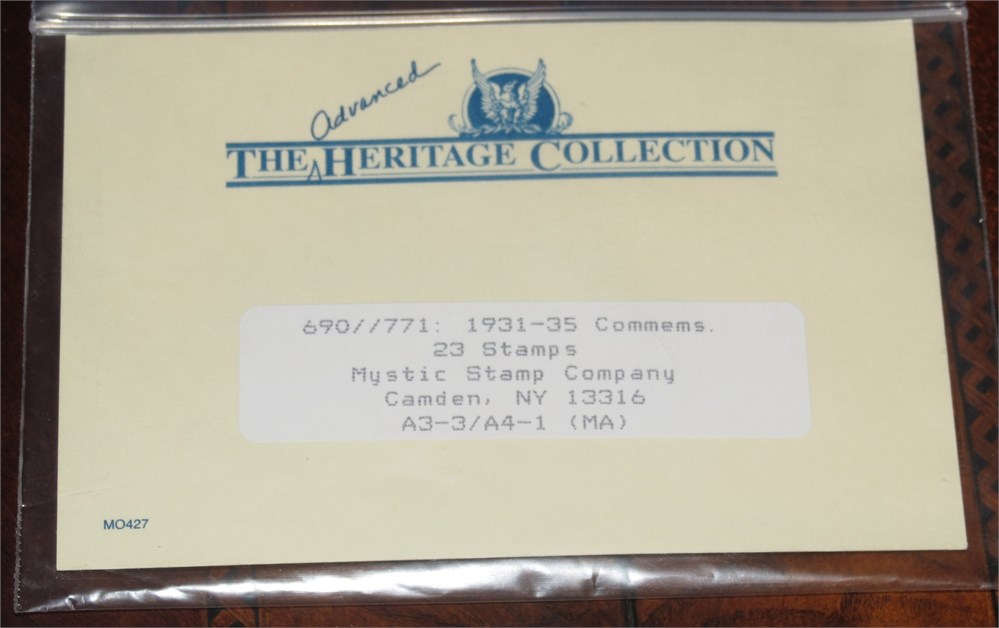 Advanced
THE ^ HERITAGE COLLECTION
690//771: 1931-35 Commems.
23 Stamps
Mystic Stamp Company
Camden, NY 13316
A3-3/A4-1 (MA)
MO427